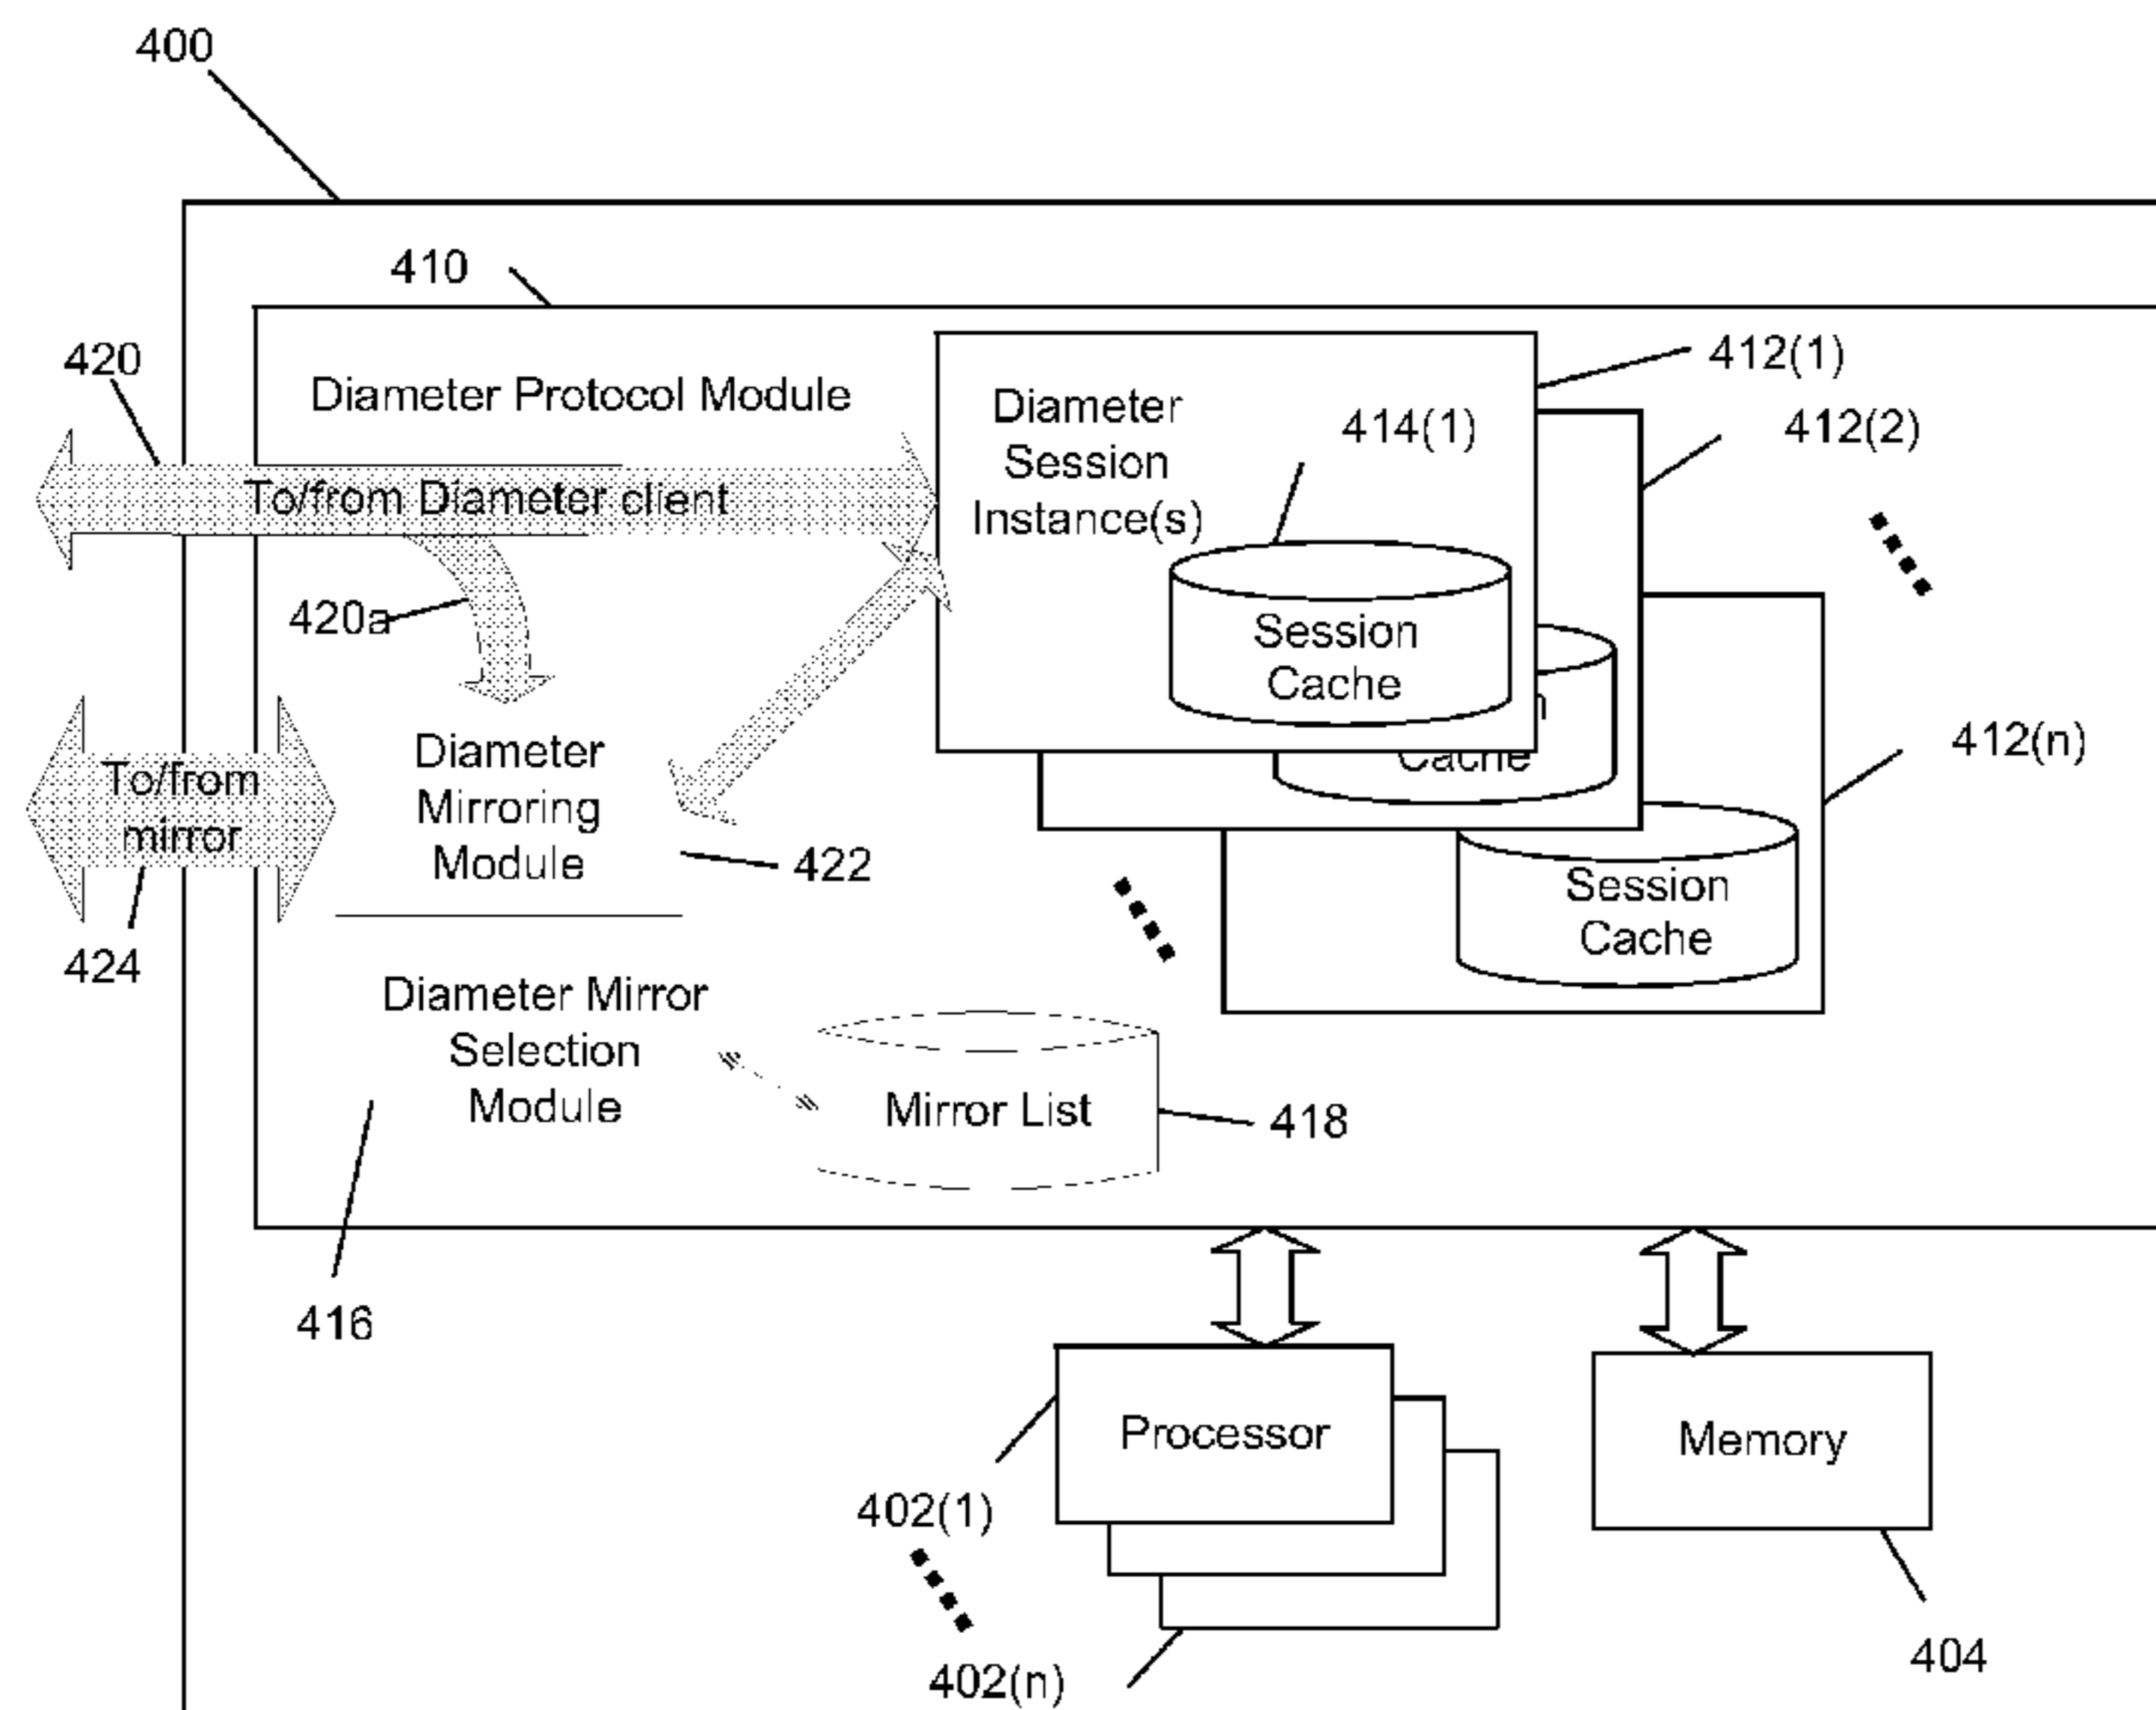 400
410
420
Diameter Protocol Module
412(1)
Diameter
Session
Instance(s)
414(1)
412(2)
To/from Diameter client
420a
Session
Cache
Cache
412(n)
Diameter
Mirroring
Module
To/from
mirror
422
Session
Cache
424
Diameter Mirror
Selection
Module
Mirror List
418
416
Processor
Memory
402(1)
402(n)
404